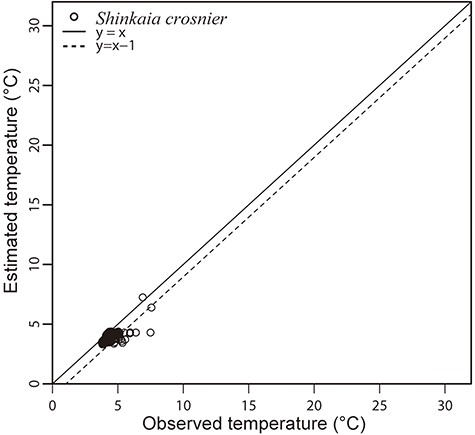 Shinkaia crosnier
y = x
y=x−1
Estimated temperature (°C)
30
25
20
15
10
5
0
0 5 10 15 20 25 30
Observed temperature (°C)